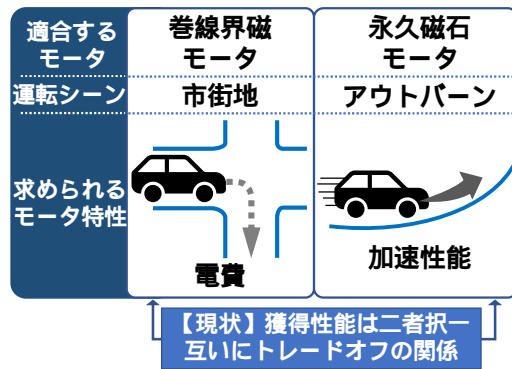 適合する
モータ
巻線界磁
モータ
永久磁石
モータ
運転シーン
市街地
アウトバーン
求められる
モータ特性
電費
加速性能
【現状】獲得性能は二者択一
互いにトレードオフの関係